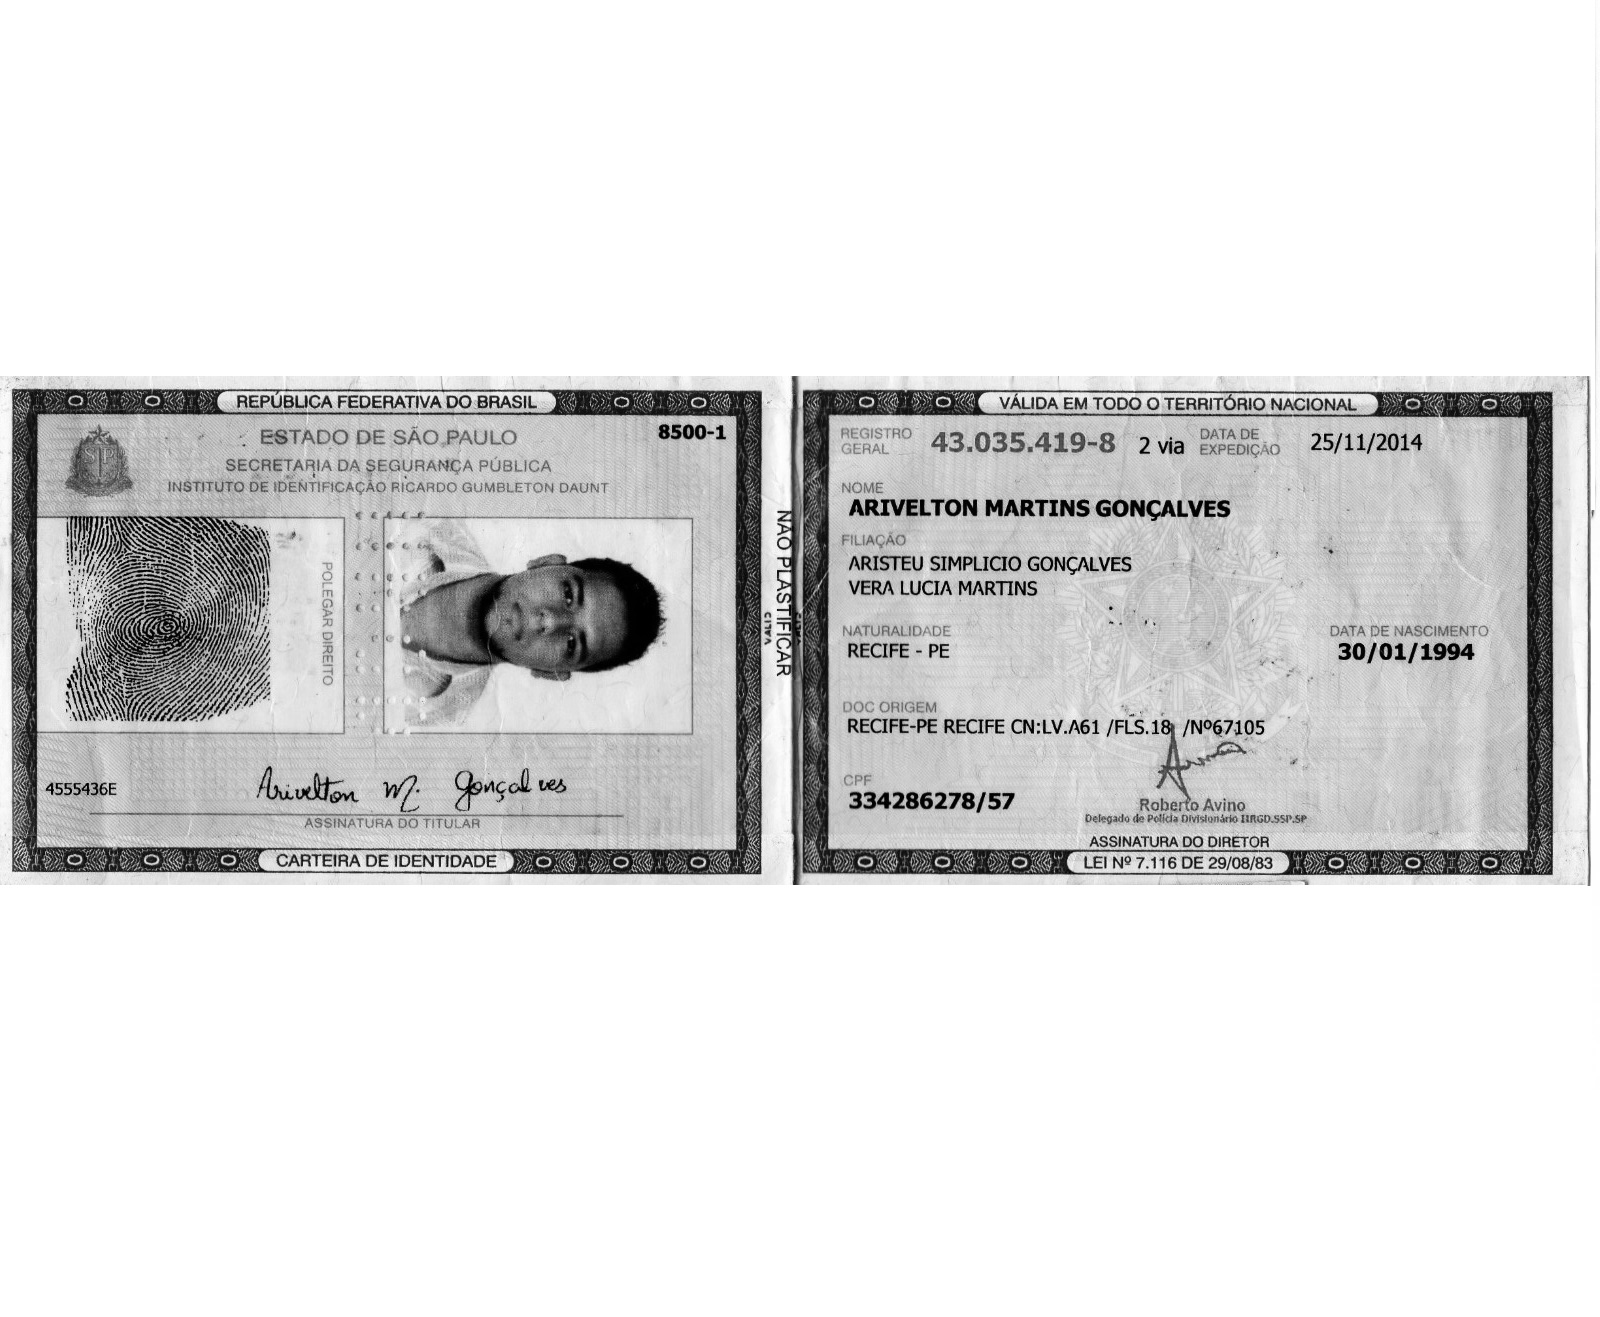 REPÚBLICA FEDERATIVA DO BRASIL
ESTADO DE SÃO PAULO
8500-1
SECRETARIA DA SEGURANÇA PÚBLICA
INSTITUTO DE IDENTIFICAÇÃO RICARDO GUMBLETON DAUNT
POLEGAR DIREITO
4555436E
Arivelton M. Gonçalves
ASSINATURA DO TITULAR
CARTEIRA DE IDENTIDADE
NÃO PLASTIFICAR
VÁLIDA EM TODO O TERRITÓRIO NACIONAL
REGISTRO GERAL 43.035.419-8 2 via DATA DE EXPEDIÇÃO 25/11/2014
NOME
ARIVELTON MARTINS GONÇALVES
FILIAÇÃO
ARISTEU SIMPLICIO GONÇALVES
VERA LUCIA MARTINS
NATURALIDADE DATA DE NASCIMENTO
RECIFE - PE 30/01/1994
DOC ORIGEM
RECIFE-PE RECIFE CN:LV.A61 /FLS.18 /Nº67105
CPF
334286278/57
Roberto Avino
Delegado de Polícia Divisionário IIRGD.SSP.SP
ASSINATURA DO DIRETOR
LEI Nº 7.116 DE 29/08/83